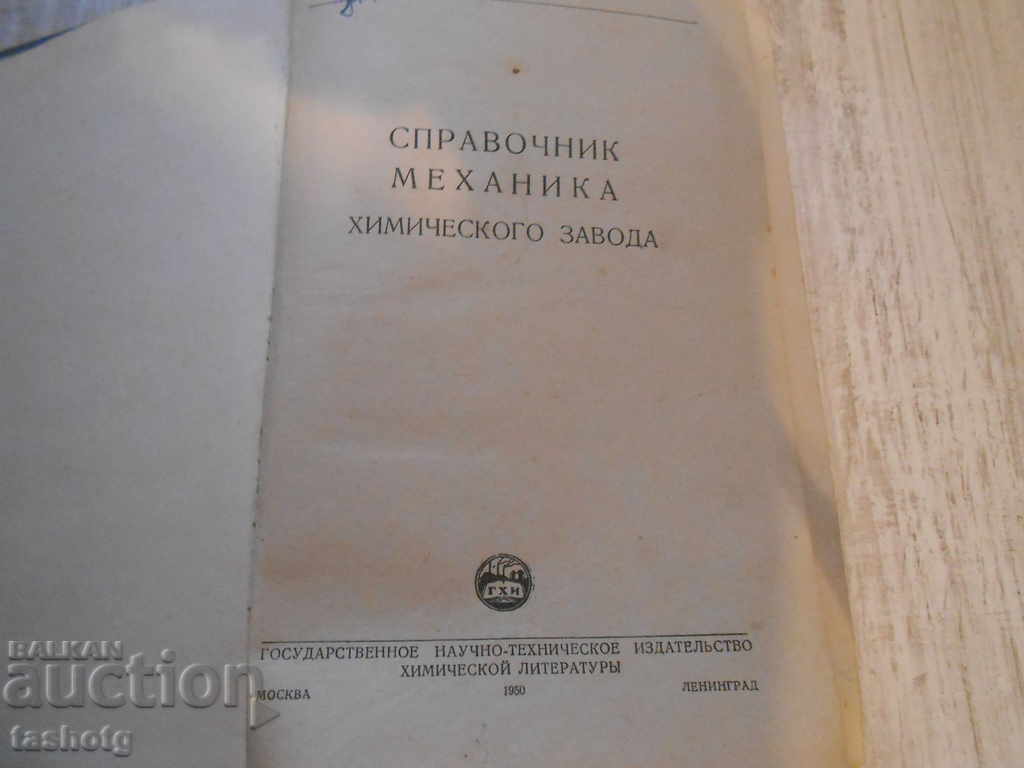 СПРАВОЧНИК
МЕХАНИКА
ХИМИЧЕСКОГО ЗАВОДА
ГХИ
ГОСУДАРСТВЕННОЕ НАУЧНО-ТЕХНИЧЕСКОЕ ИЗДАТЕЛЬСТВО
ХИМИЧЕСКОЙ ЛИТЕРАТУРЫ
МОСКВА 1950 ЛЕНИНГРАД
BALKAN
auction
tashotg